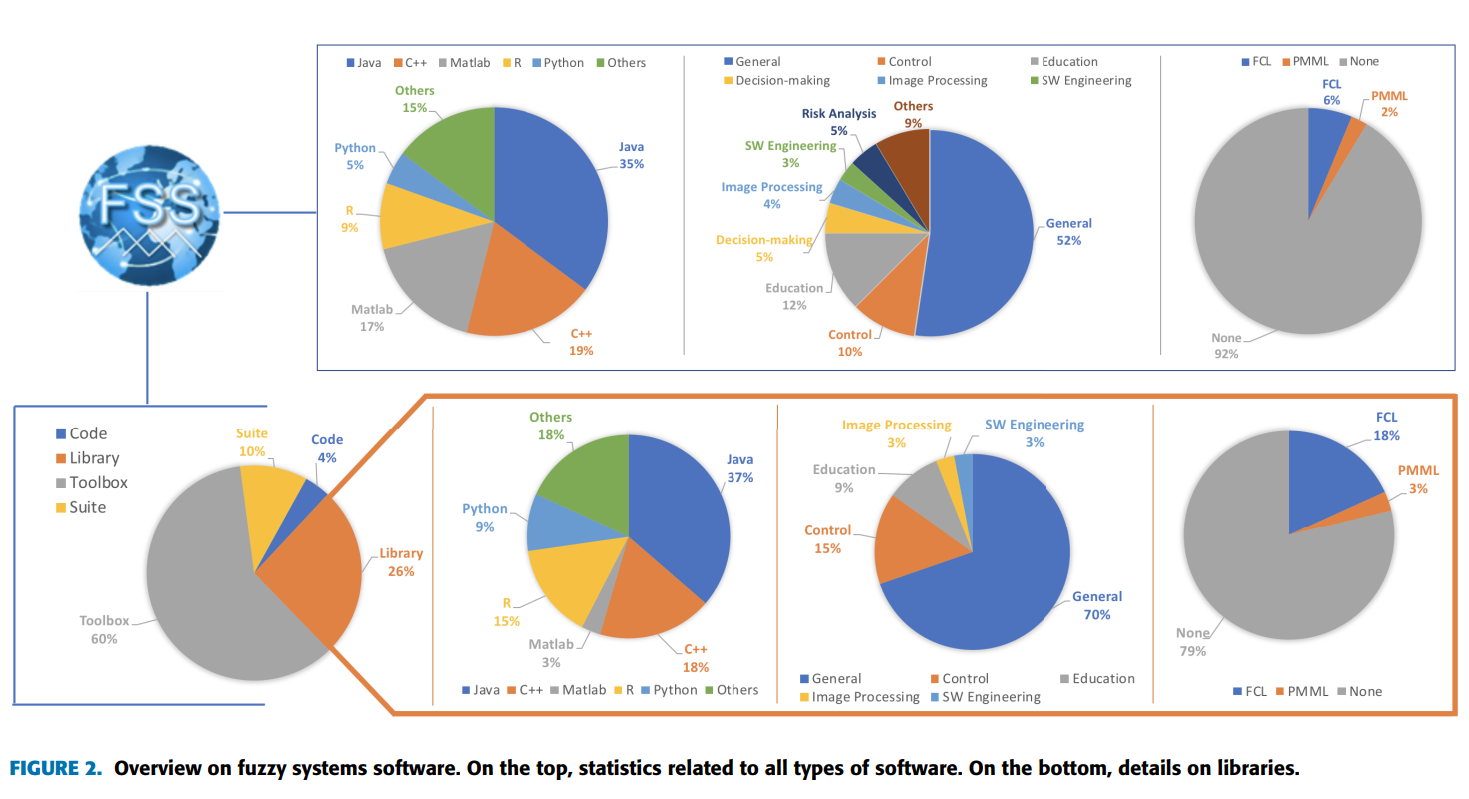 FSS
Java C++ Matlab R Python Others
Others
15%
Python
5%
R
9%
Matlab
17%
C++
19%
Java
35%
General Control Education
Decision-making Image Processing SW Engineering
Others
9%
Risk Analysis
5%
SW Engineering
3%
Image Processing
4%
Decision-making
5%
Education
12%
Control
10%
General
52%
FCL PMML None
FCL
6%
PMML
2%
None
92%
Code
Library
Toolbox
Suite
Suite
10%
Code
4%
Library
26%
Toolbox
60%
Others
18%
Java
37%
Python
9%
R
15%
Matlab
3%
C++
18%
Java C++ Matlab R Python Others
Image Processing
3%
SW Engineering
3%
Education
9%
Control
15%
General
70%
General Control Education
Image Processing SW Engineering
FCL
18%
PMML
3%
None
79%
FCL PMML None
FIGURE 2. Overview on fuzzy systems software. On the top, statistics related to all types of software. On the bottom, details on libraries.